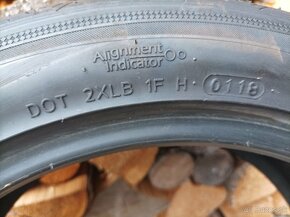 Alignment
Indicator
DOT 2XLB 1F H 0118